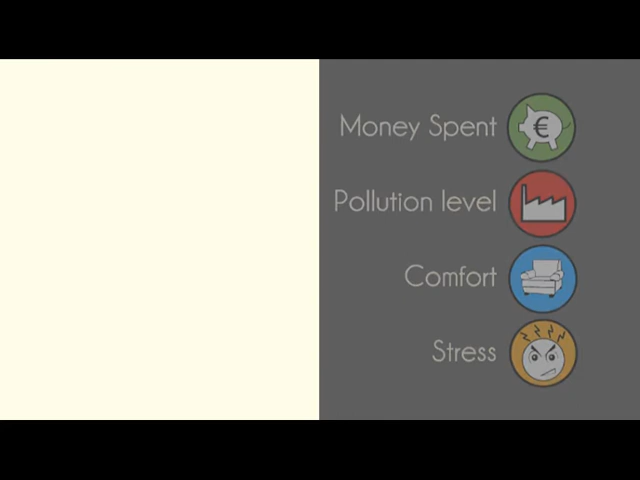 Money Spent
€
Pollution level
Comfort
Stress